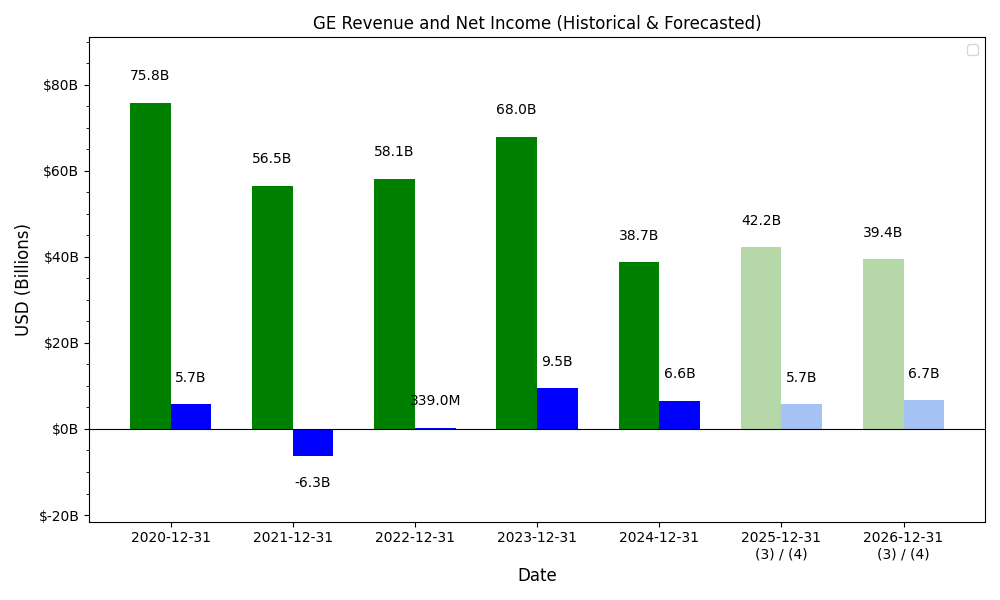 GE Revenue and Net Income (Historical & Forecasted)
USD (Billions)
$80B
$60B
$40B
$20B
$0B
$-20B
75.8B
5.7B
56.5B
-6.3B
58.1B
339.0M
68.0B
9.5B
38.7B
6.6B
42.2B
5.7B
39.4B
6.7B
2020-12-31
2021-12-31
2022-12-31
2023-12-31
2024-12-31
2025-12-31
(3) / (4)
2026-12-31
(3) / (4)
Date